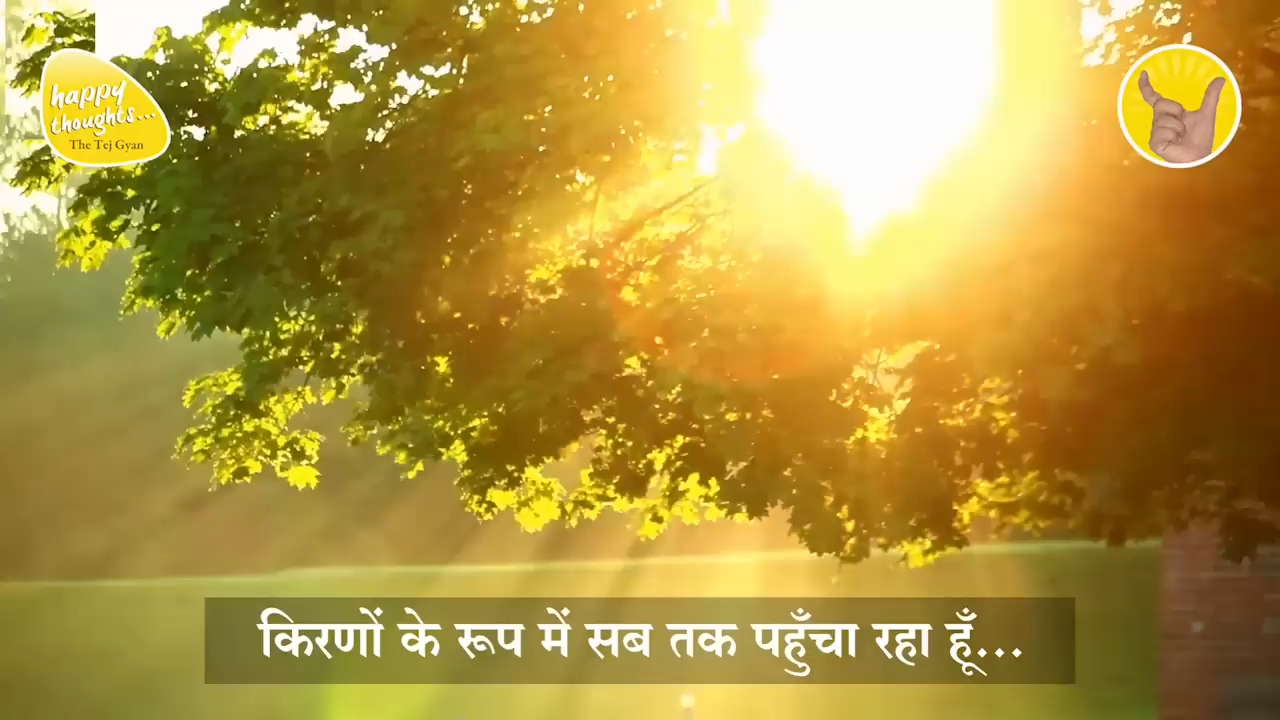 happy
thoughts...
The Tej Gyan
किरणों के रूप में सब तक पहुँचा रहा हूँ...